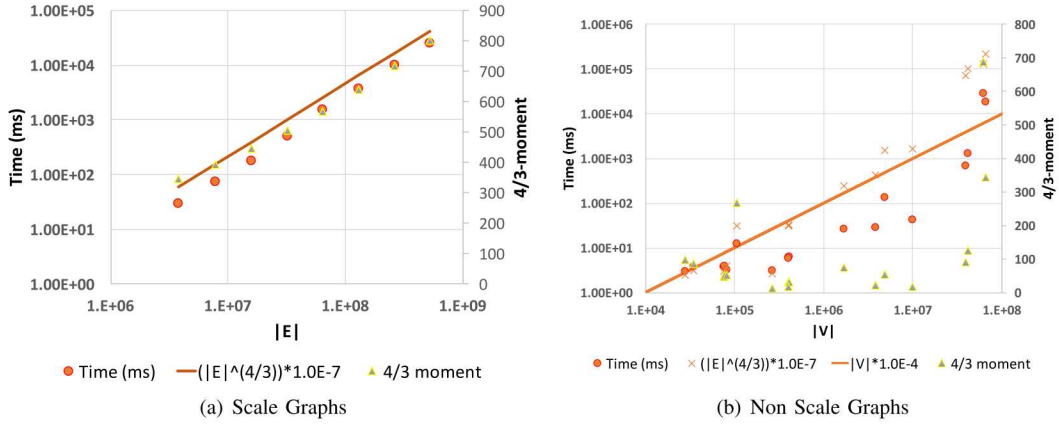 1.00E+05
1.00E+04
1.00E+03
1.00E+02
1.00E+01
1.00E+00
Time (ms)
900
800
700
600
500
400
300
200
100
0
4/3-moment
1.E+06 1.E+07 1.E+08 1.E+09
|E|
Time (ms) (|E|^(4/3))*1.0E-7 4/3 moment
(a) Scale Graphs
1.00E+06
1.00E+05
1.00E+04
1.00E+03
1.00E+02
1.00E+01
1.00E+00
Time (ms)
800
700
600
500
400
300
200
100
0
4/3-moment
1.E+04 1.E+05 1.E+06 1.E+07 1.E+08
|V|
Time (ms) (|E|^(4/3))*1.0E-7 |V|*1.0E-4 4/3 moment
(b) Non Scale Graphs